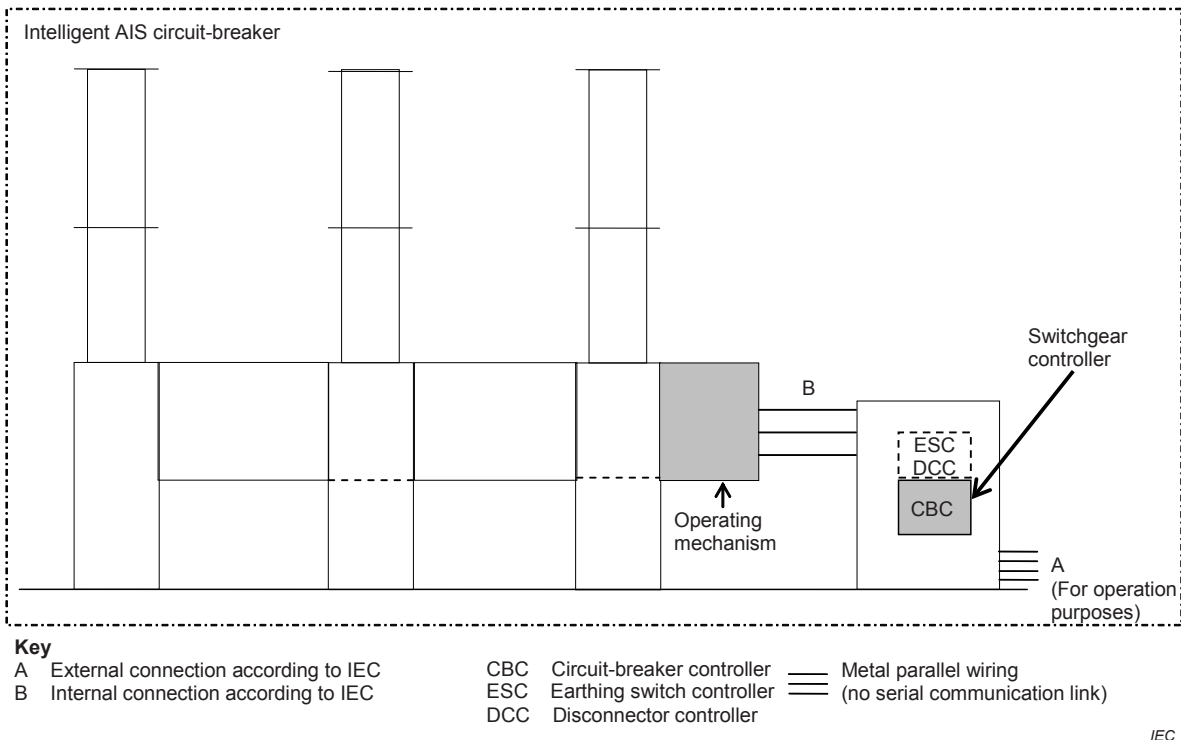 Intelligent AIS circuit-breaker
Switchgear
controller
B
ESC
DCC
CBC
Operating
mechanism
A
(For operation
purposes)
Key
A External connection according to IEC
B Internal connection according to IEC
CBC Circuit-breaker controller
ESC Earthing switch controller
DCC Disconnector controller
Metal parallel wiring
(no serial communication link)
IEC